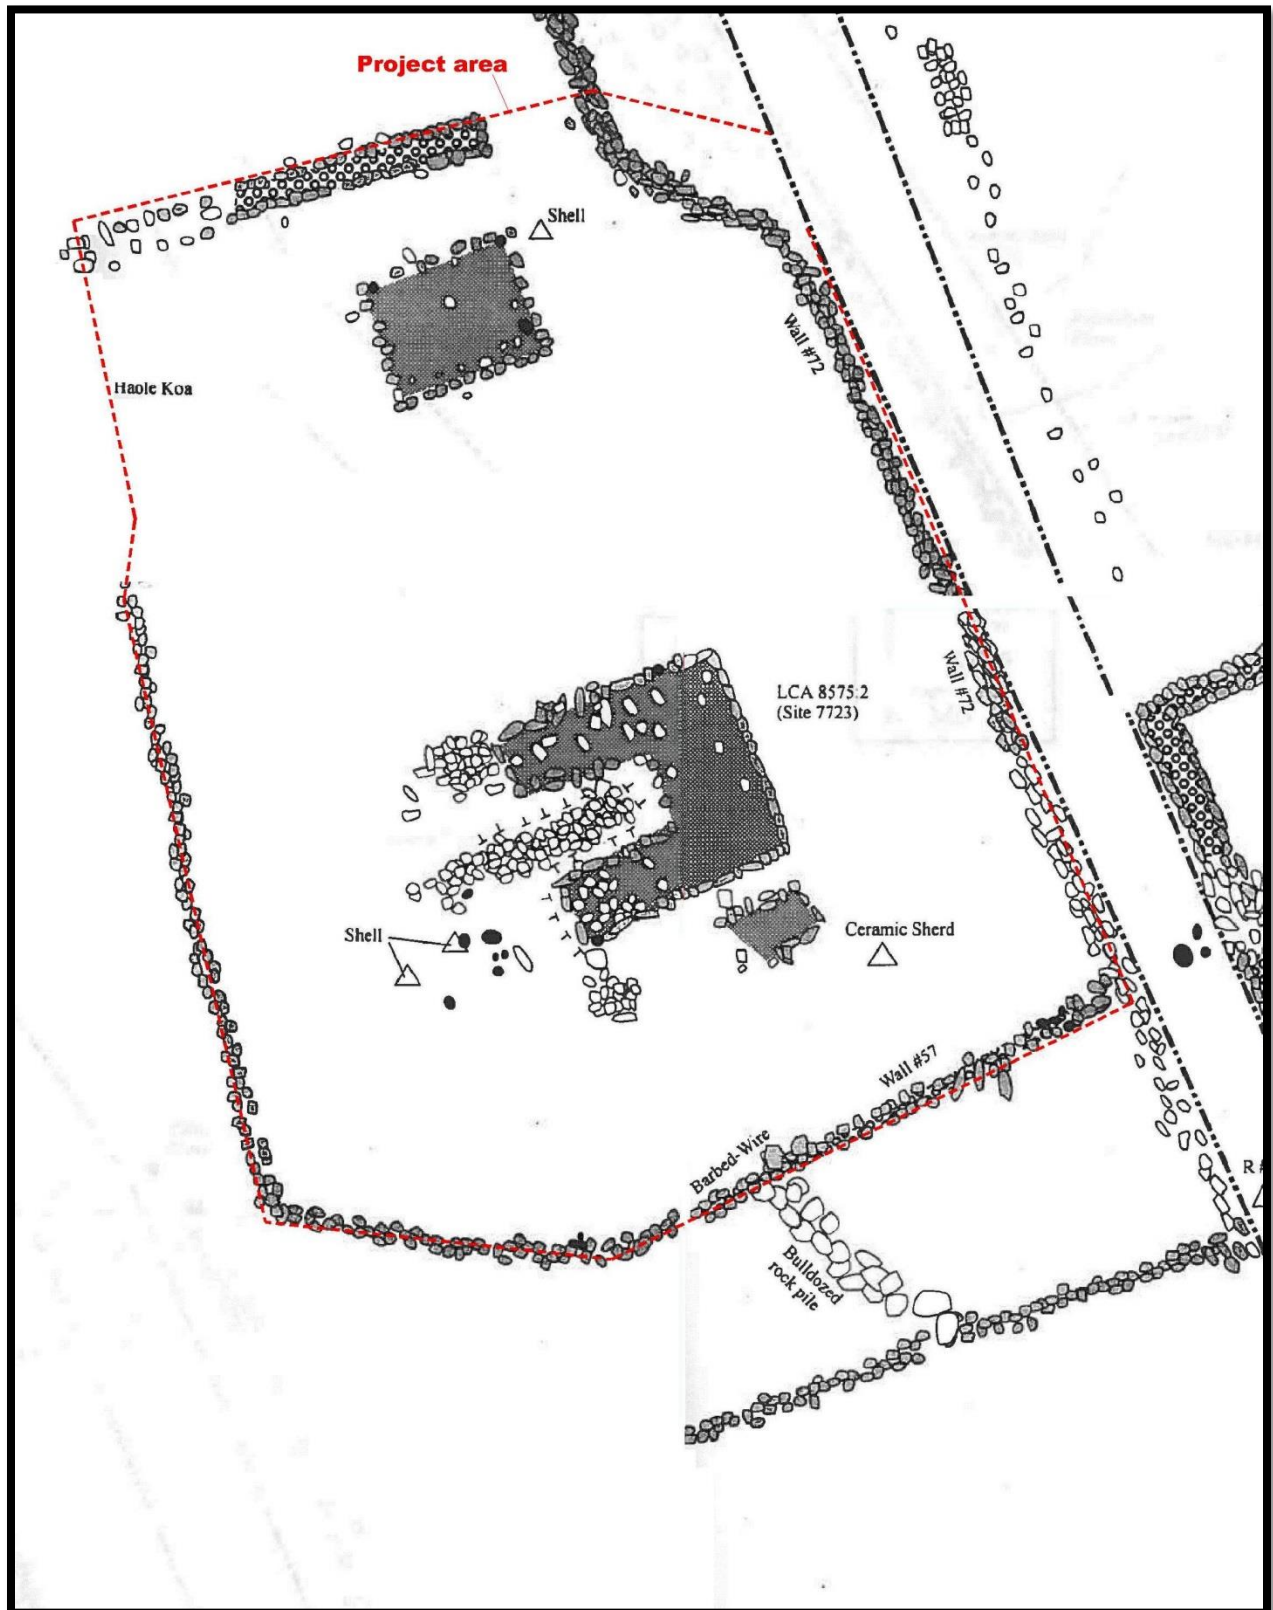 Project area
Shell
Wall #72
Haole Koa
Wall #72
LCA 8575:2
(Site 7723)
Shell
Ceramic Sherd
Wall #57
Barbed-Wire
R #
Bulldozed
rock pile